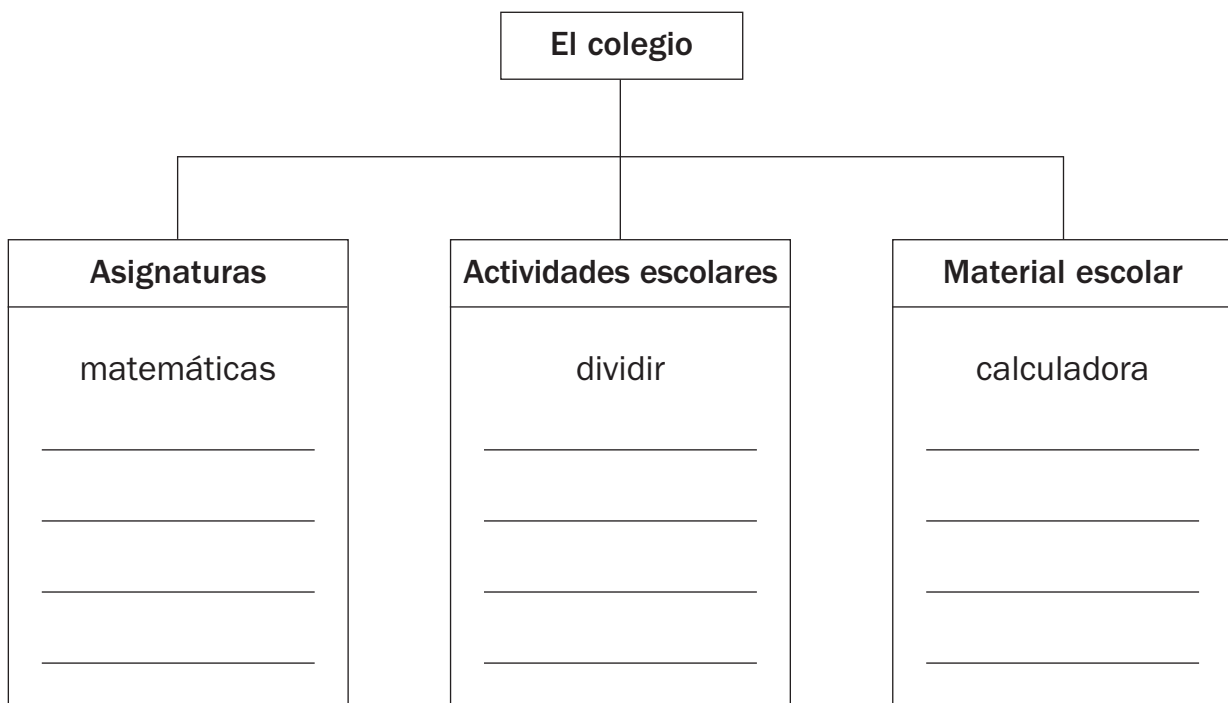 El colegio
Asignaturas
matemáticas
Actividades escolares
dividir
Material escolar
calculadora